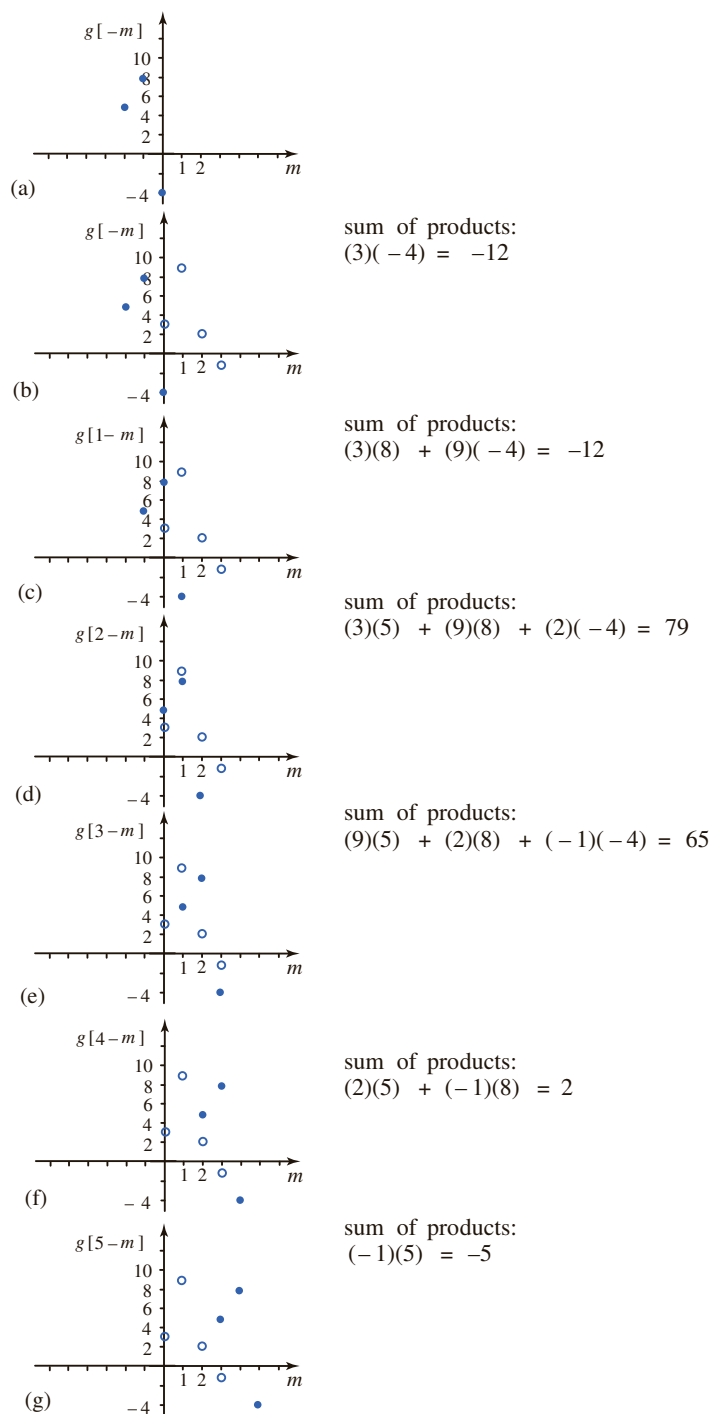 g[−m]
10
8
6
4
2
1 2 m
(a)
−4
g[−m]
sum of products:
(3)(−4) = −12
10
8
6
4
2
1 2 m
(b)
−4
g[1−m]
sum of products:
(3)(8) + (9)(−4) = −12
10
8
6
4
2
1 2 m
(c)
−4
g[2−m]
sum of products:
(3)(5) + (9)(8) + (2)(−4) = 79
10
8
6
4
2
1 2 m
(d)
−4
g[3−m]
sum of products:
(9)(5) + (2)(8) + (−1)(−4) = 65
10
8
6
4
2
1 2 m
(e)
−4
g[4−m]
sum of products:
(2)(5) + (−1)(8) = 2
10
8
6
4
2
1 2 m
(f)
−4
g[5−m]
sum of products:
(−1)(5) = −5
10
8
6
4
2
1 2 m
(g)
−4